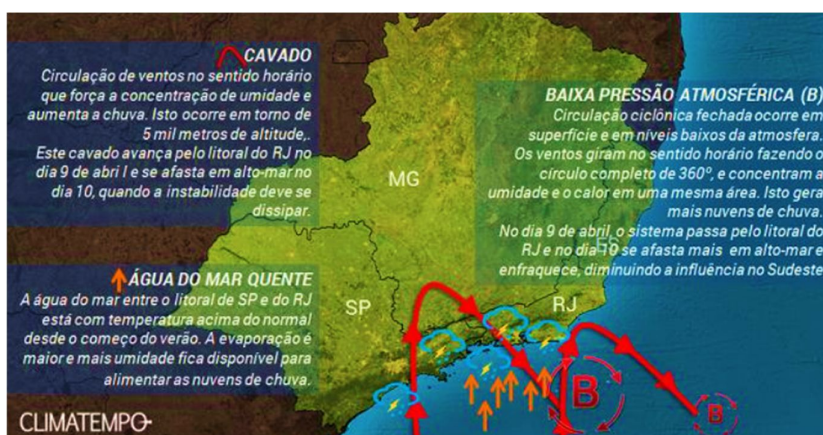 CAVADO
Circulação de ventos no sentido horário
que força a concentração de umidade e
aumenta a chuva. Isto ocorre em torno de
5 mil metros de altitude,.
Este cavado avança pelo litoral do RJ no
dia 9 de abri l e se afasta em alto-mar no
dia 10, quando a instabilidade deve se
dissipar.
ÁGUA DO MAR QUENTE
A água do mar entre o litoral de SP e do RJ
está com temperatura acima do normal
desde o começo do verão. A evaporação é
maior e mais umidade fica disponível para
alimentar as nuvens de chuva.
BAIXA PRESSÃO ATMOSFÉRICA (B)
Circulação ciclônica fechada ocorre em
superfície e em níveis baixos da atmosfera.
Os ventos giram no sentido horário fazendo o
círculo completo de 360º, e concentram a
umidade e o calor em uma mesma área. Isto gera
mais nuvens de chuva.
No dia 9 de abril, o sistema passa pelo litoral do
RJ e no dia 10 se afasta mais em alto-mar e
enfraquece, diminuindo a influência no Sudeste
MG
ES
SP
RJ
B
B
CLIMATEMPO